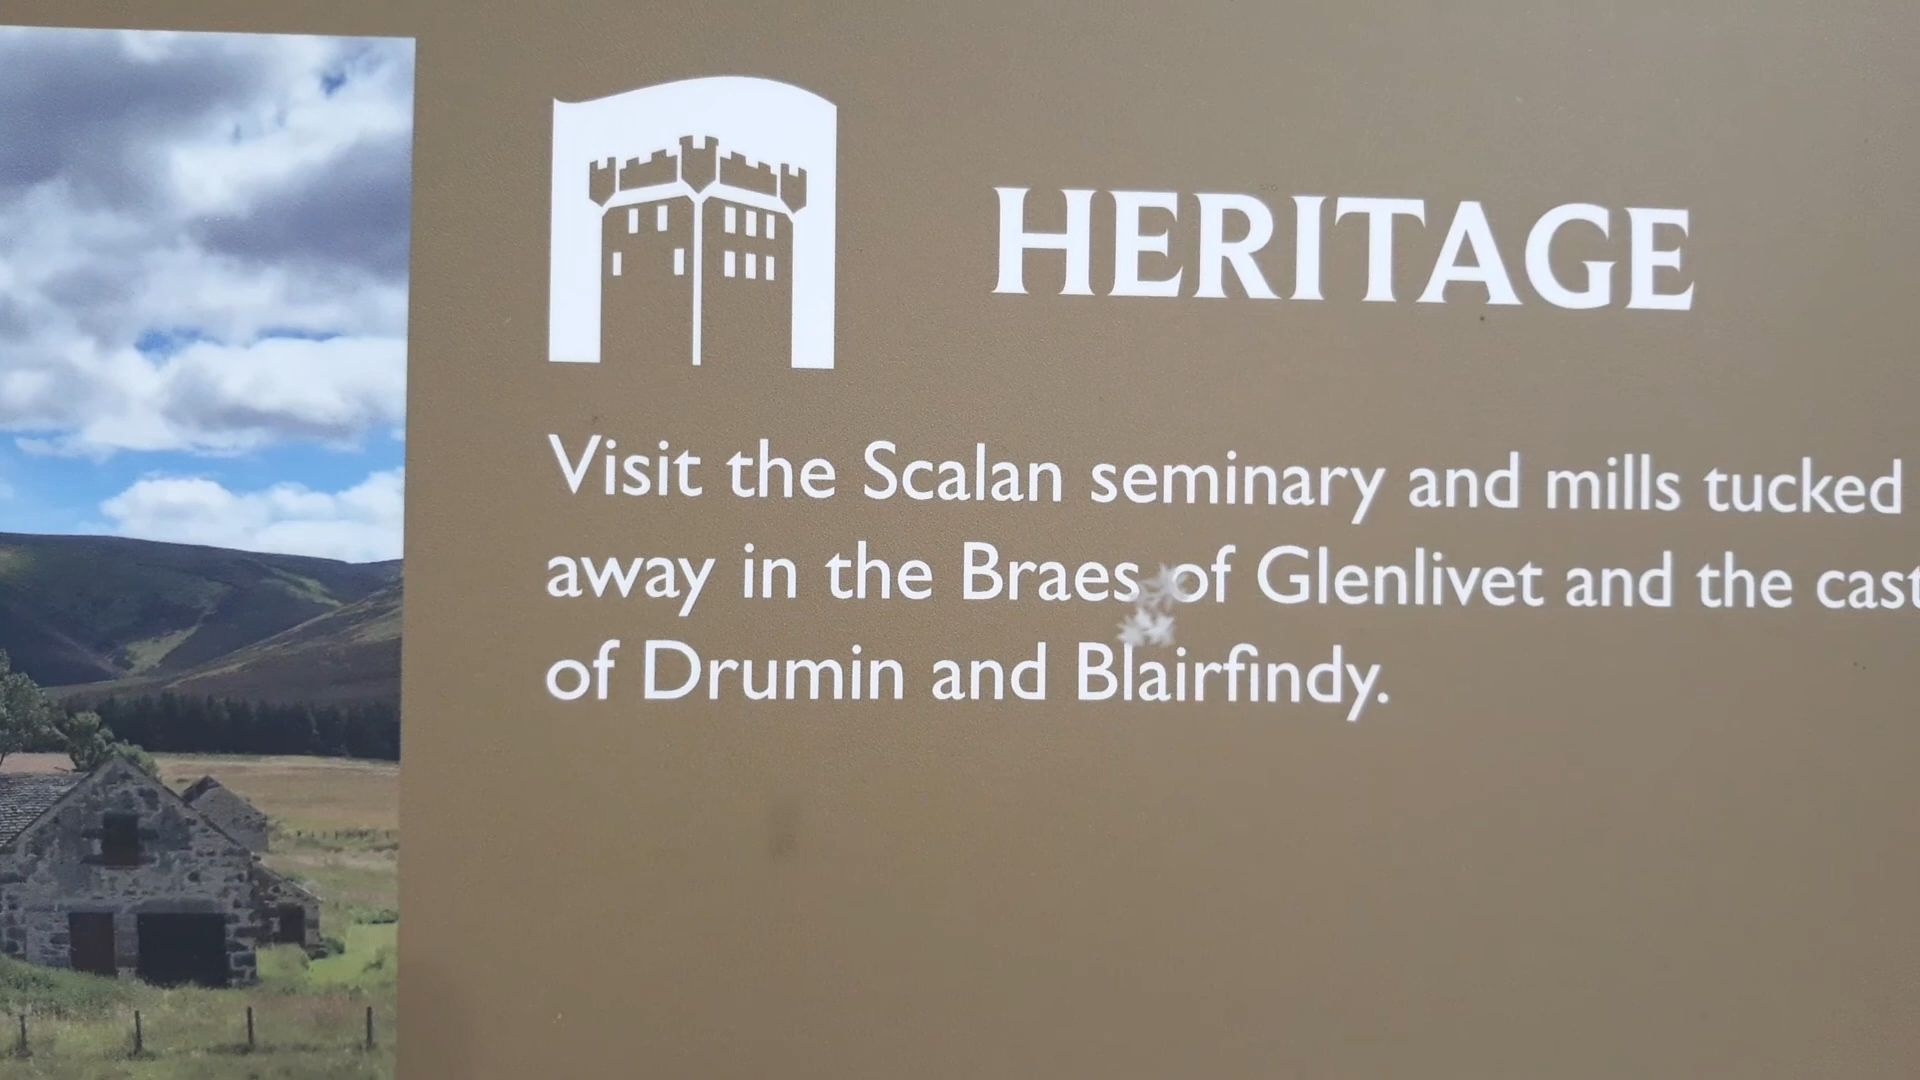 HERITAGE
Visit the Scalan seminary and mills tucked
away in the Braes of Glenlivet and the cast
of Drumin and Blairfindy.